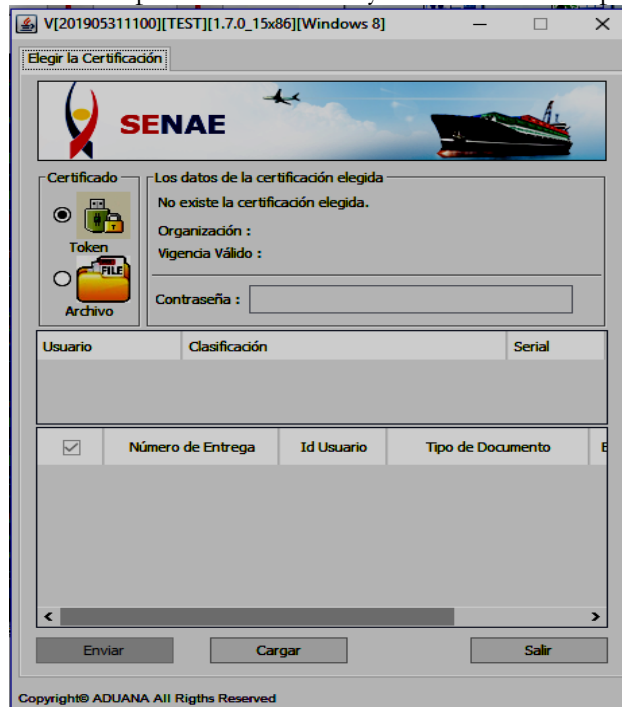 V[201905311100][TEST][1.7.0_15x86][Windows 8]
Elegir la Certificación
SENAE
Certificado
Los datos de la certificación elegida
No existe la certificación elegida.
Organización :
Vigencia Válido :
Token
FILE
Archivo
Contraseña :
Usuario Clasificación Serial
Número de Entrega Id Usuario Tipo de Documento
Enviar Cargar Salir
Copyright© ADUANA All Rigths Reserved